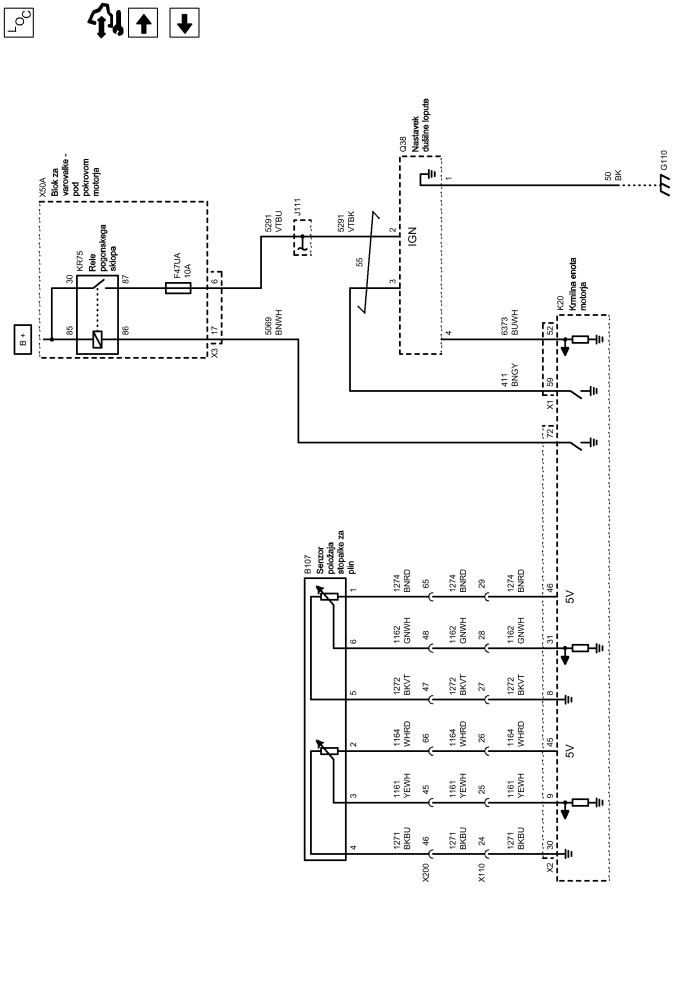 LOC
B +
X50A
Blok za
varovalke -
pod
pokrovom
motorja
KR75
Rele
pogonskega
sklopa
30
87
85
86
F47UA
10A
6
17
X3
5291
VTBU
J111
5291
VTBK
5069
BNWH
55
Q38
Nastavek
dušilne lopute
1
2
IGN
3
4
50
BK
G110
6373
BUWH
52
411
BNGY
59
X1
72
K20
Krmilna enota
motorja
B107
Senzor
položaja
stopalke za
plin
1
1274
BNRD
65
1274
BNRD
29
1274
BNRD
46
5V
6
1162
GNWH
48
1162
GNWH
28
1162
GNWH
31
5
1272
BKVT
47
1272
BKVT
27
1272
BKVT
8
2
1164
WHRD
66
1164
WHRD
26
1164
WHRD
45
5V
3
1161
YEWH
45
1161
YEWH
25
1161
YEWH
9
4
1271
BKBU
46
1271
BKBU
24
1271
BKBU
30
X200
X110
X2